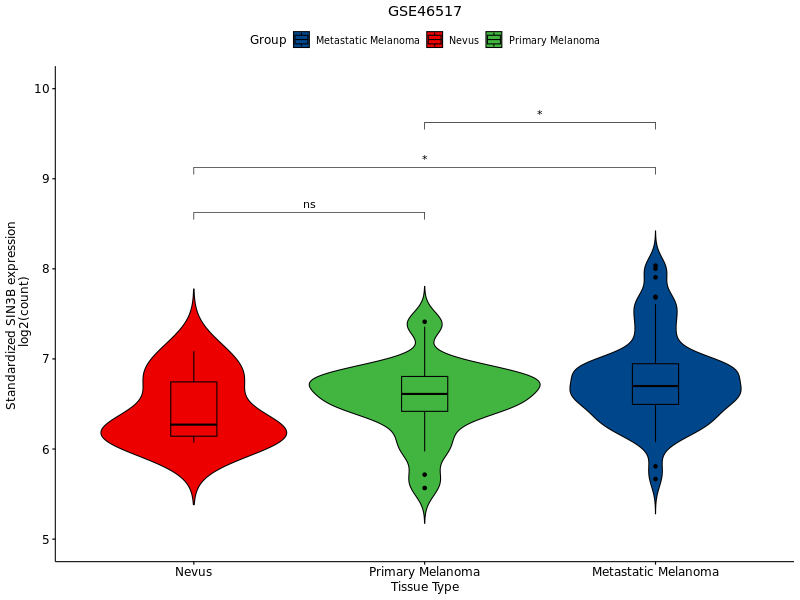 GSE46517
Group Metastatic Melanoma Nevus Primary Melanoma
10
9
8
7
6
5
*
*
ns
Standardized SIN3B expression
log2(count)
Nevus Primary Melanoma Metastatic Melanoma
Tissue Type